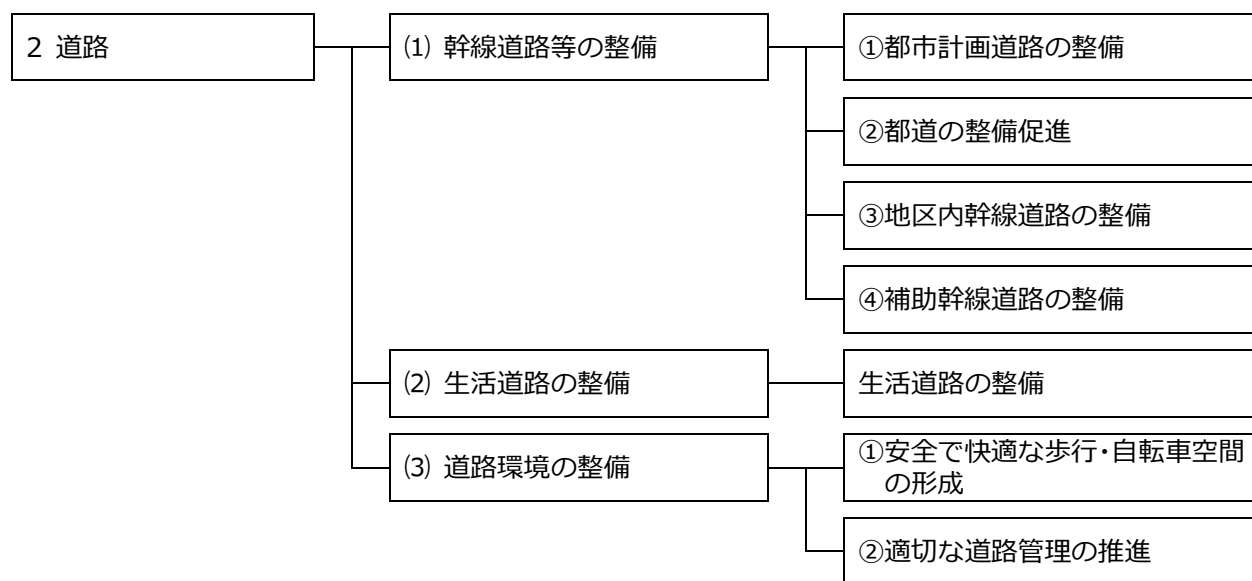 2 道路
⑴ 幹線道路等の整備
①都市計画道路の整備
②都道の整備促進
③地区内幹線道路の整備
④補助幹線道路の整備
⑵ 生活道路の整備
生活道路の整備
⑶ 道路環境の整備
①安全で快適な歩行・自転車空間
の形成
②適切な道路管理の推進